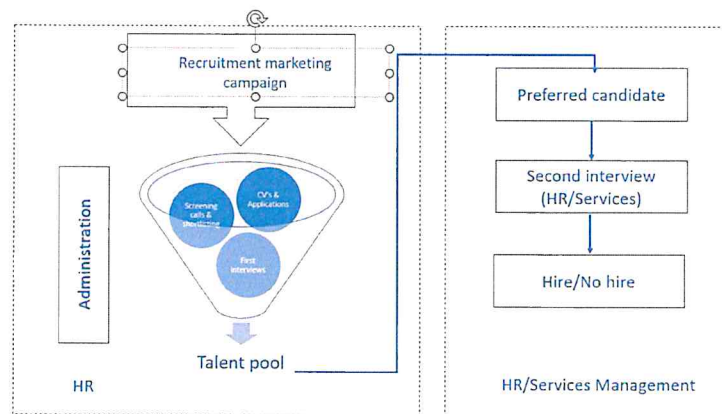 Recruitment marketing
campaign
Administration
Screening
calls &
shortlisting
CV's &
Applications
First
interviews
Talent pool
HR
Preferred candidate
Second interview
(HR/Services)
Hire/No hire
HR/Services Management